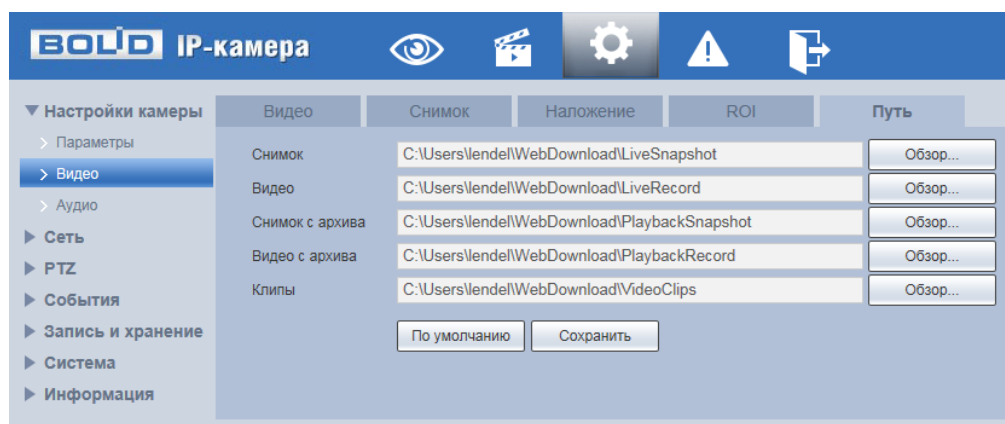 BOLID IP-камера
Настройки камеры
Параметры
Видео
Аудио
Сеть
PTZ
События
Запись и хранение
Система
Информация
Видео Снимок Наложение ROI Путь
Снимок C:\Users\lendel\WebDownload\LiveSnapshot Обзор...
Видео C:\Users\lendel\WebDownload\LiveRecord Обзор...
Снимок с архива C:\Users\lendel\WebDownload\PlaybackSnapshot Обзор...
Видео с архива C:\Users\lendel\WebDownload\PlaybackRecord Обзор...
Клипы C:\Users\lendel\WebDownload\VideoClips Обзор...
По умолчанию Сохранить